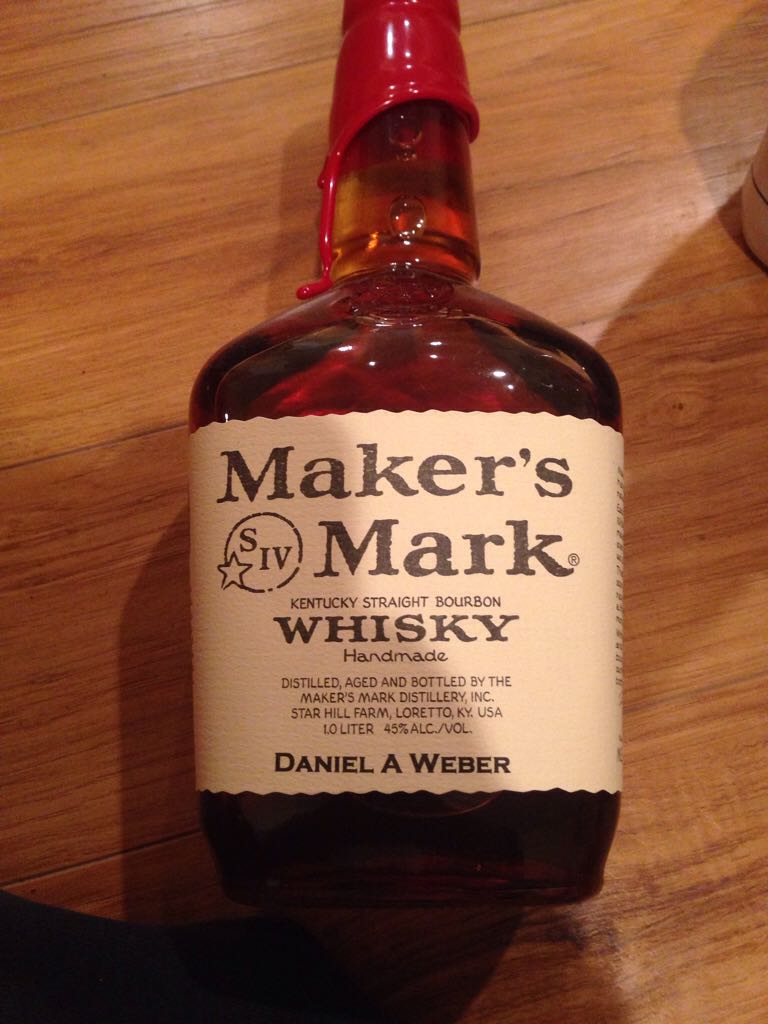 Maker's
S IV Mark®
KENTUCKY STRAIGHT BOURBON
WHISKY
Handmade
DISTILLED, AGED AND BOTTLED BY THE
MAKER'S MARK DISTILLERY, INC.
STAR HILL FARM, LORETTO, KY. USA
1.0 LITER 45% ALC./VOL.
DANIEL A WEBER